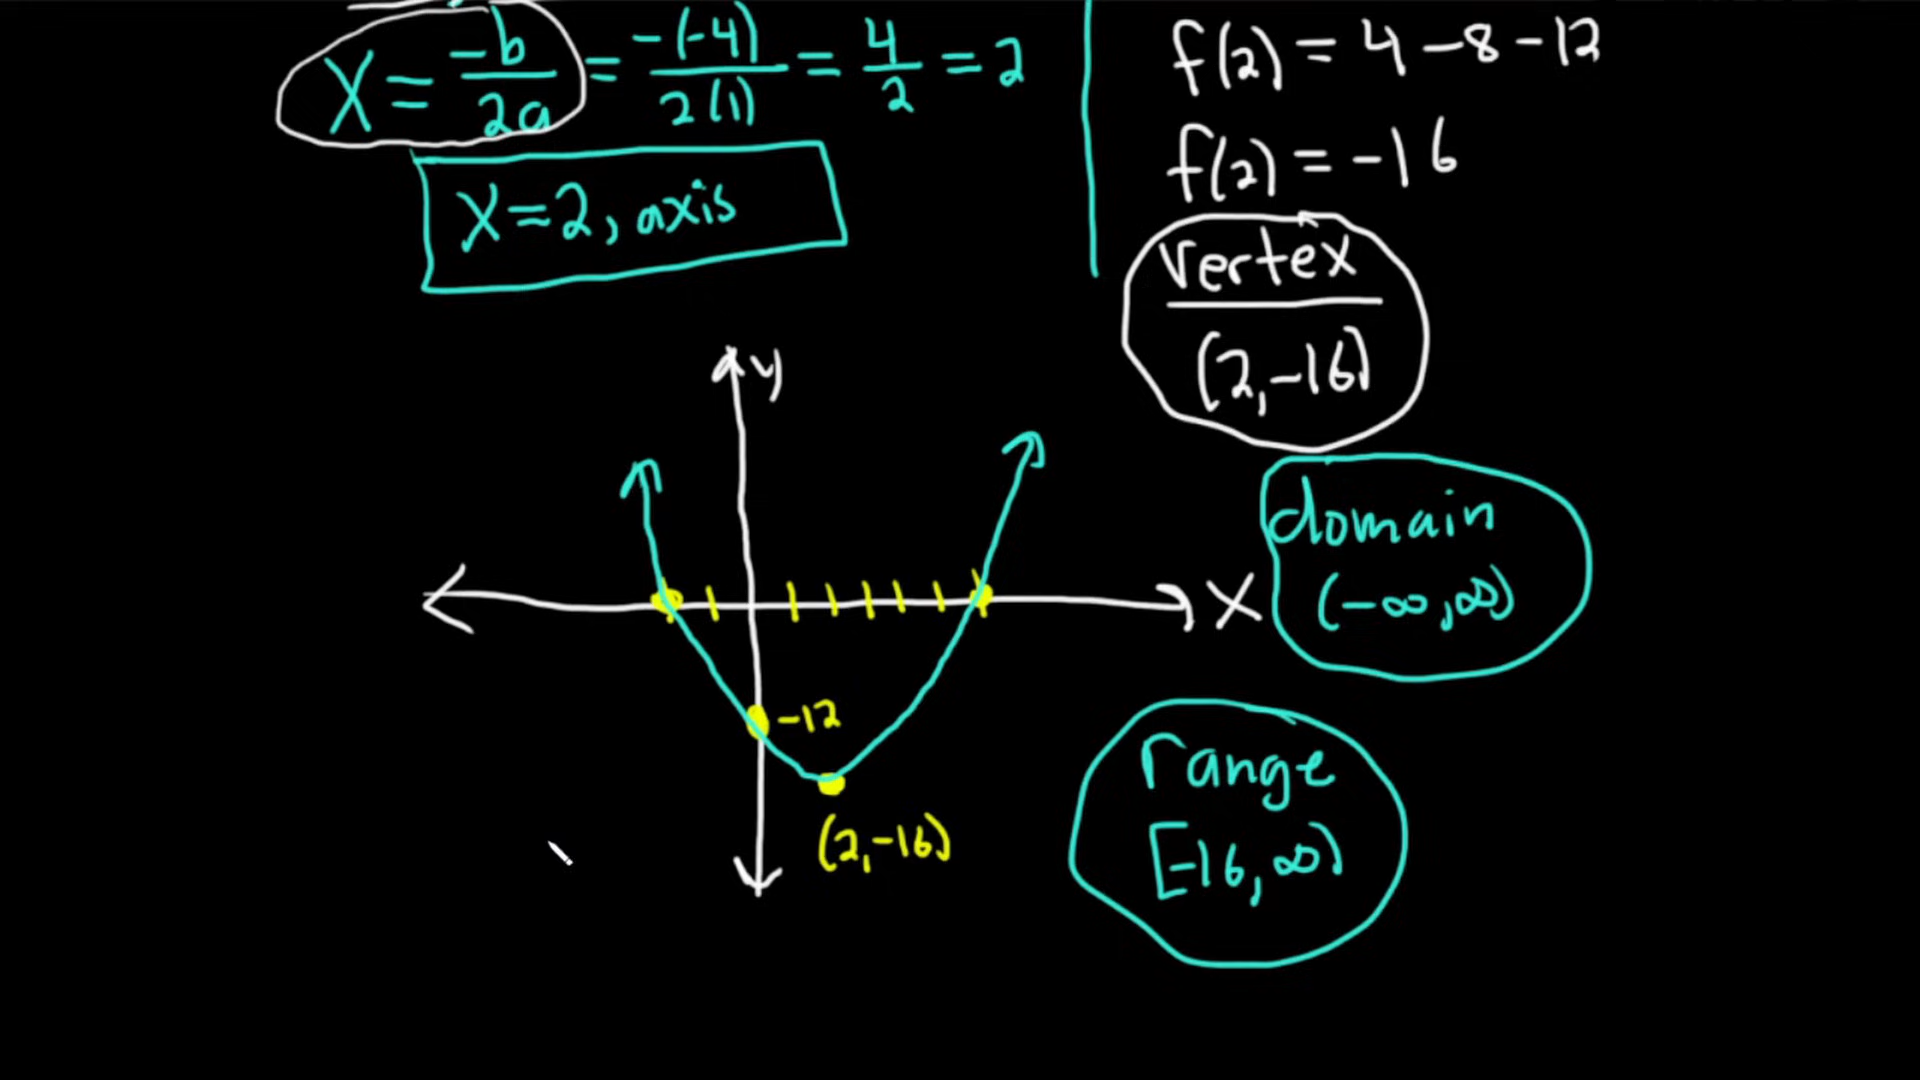 X = -b/2a = -(-4)/2(1) = 4/2 = 2
X=2, axis
f(2) = 4-8-12
f(2) = -16
vertex
(2,-16)
y
domain
(-∞,∞)
X
-12
(2,-16)
range
[-16,∞)